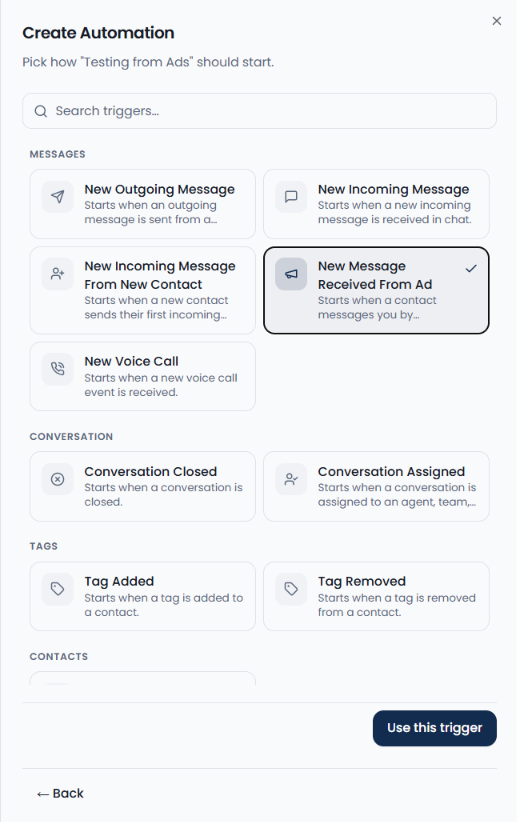 Create Automation
Pick how "Testing from Ads" should start.
Search triggers...
MESSAGES
New Outgoing Message
Starts when an outgoing
message is sent from a...
New Incoming Message
Starts when a new incoming
message is received in chat.
New Incoming Message
From New Contact
Starts when a new contact
sends their first incoming...
New Message
Received From Ad
Starts when a contact
messages you by...
New Voice Call
Starts when a new voice call
event is received.
CONVERSATION
Conversation Closed
Starts when a conversation is
closed.
Conversation Assigned
Starts when a conversation is
assigned to an agent, team,...
TAGS
Tag Added
Starts when a tag is added to
a contact.
Tag Removed
Starts when a tag is removed
from a contact.
CONTACTS
Use this trigger
← Back